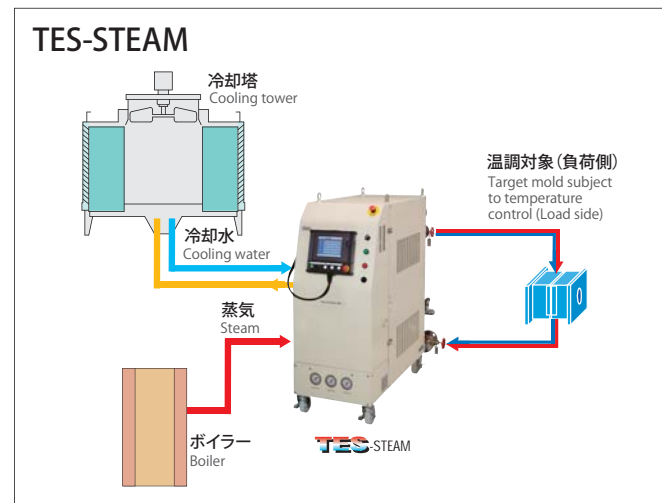 TES-STEAM
冷却塔
Cooling tower
温調対象（負荷側）
Target mold subject
to temperature
control (Load side)
冷却水
Cooling water
蒸気
Steam
ボイラー
Boiler
TES-STEAM